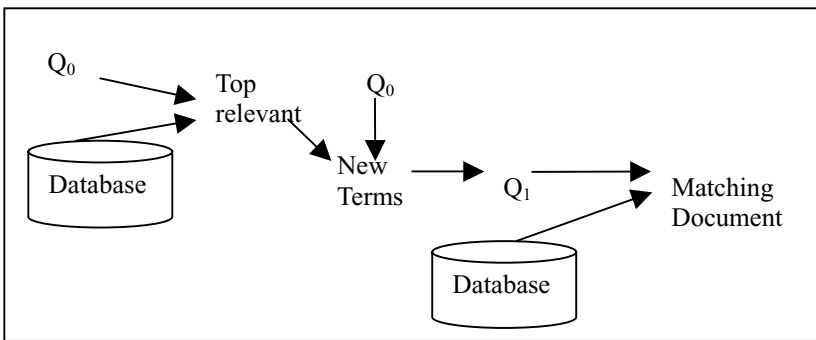 Q₀
Top
relevant
Q₀
Database
New
Terms
Q₁
Matching
Document
Database